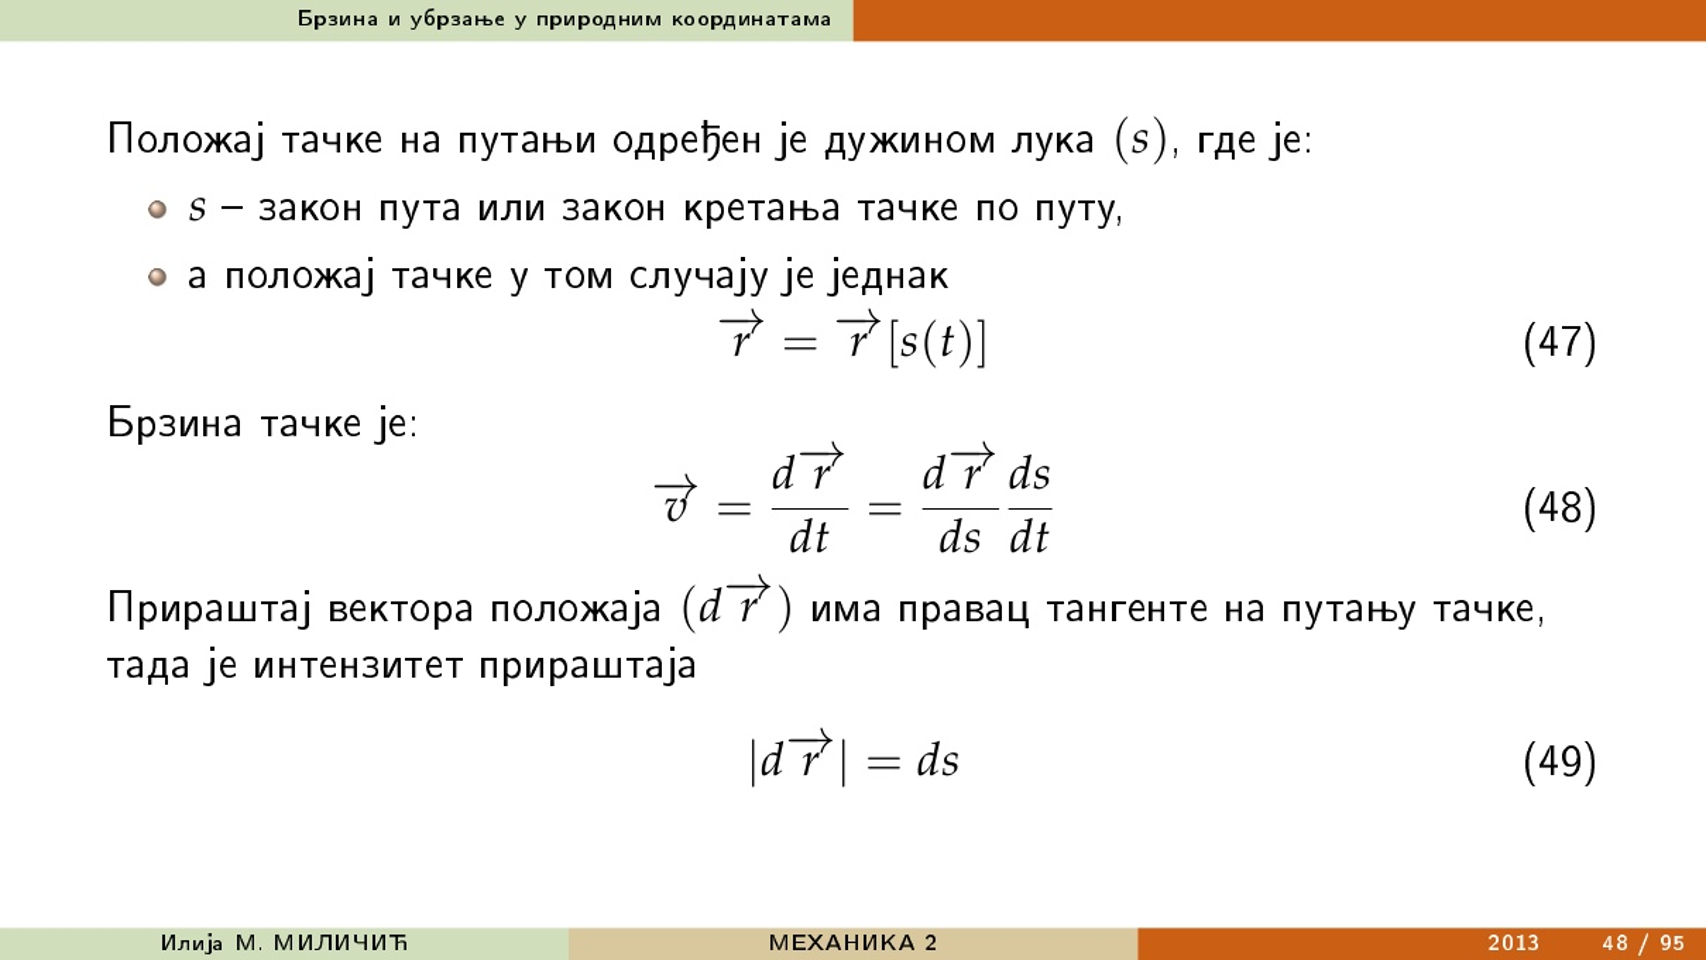 Брзина и убрзање у природним координатама
Положај тачке на путањи одређен је дужином лука (s), где је:
s – закон пута или закон кретања тачке по путу,
а положај тачке у том случају је једнак
$\overrightarrow{r} = \overrightarrow{r}[s(t)]$ (47)
Брзина тачке је:
$\overrightarrow{v} = \frac{d\overrightarrow{r}}{dt} = \frac{d\overrightarrow{r}}{ds}\frac{ds}{dt}$ (48)
Прираштај вектора положаја ($d\overrightarrow{r}$) има правац тангенте на путању тачке,
тада је интензитет прираштаја
$|d\overrightarrow{r}| = ds$ (49)
Илија М. МИЛИЧИЋ МЕХАНИКА 2 2013 48 / 95